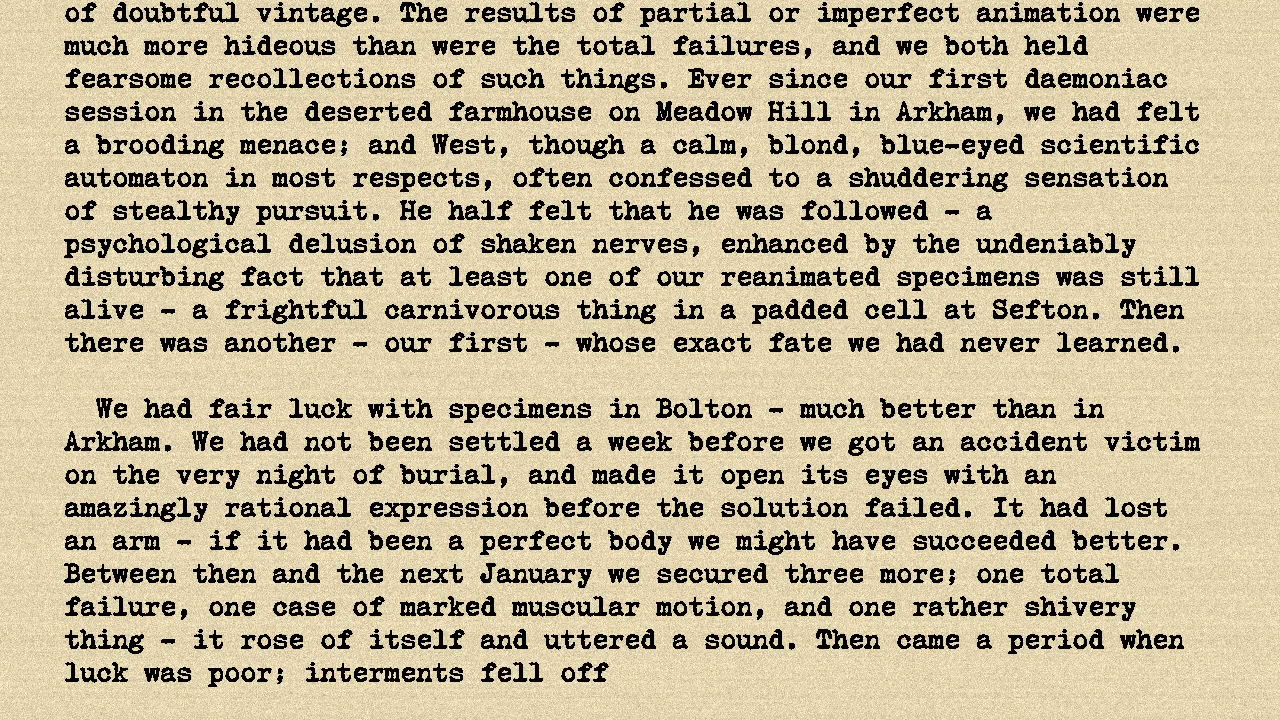 of doubtful vintage. The results of partial or imperfect animation were
much more hideous than were the total failures, and we both held
fearsome recollections of such things. Ever since our first daemoniac
session in the deserted farmhouse on Meadow Hill in Arkham, we had felt
a brooding menace; and West, though a calm, blond, blue-eyed scientific
automaton in most respects, often confessed to a shuddering sensation
of stealthy pursuit. He half felt that he was followed - a
psychological delusion of shaken nerves, enhanced by the undeniably
disturbing fact that at least one of our reanimated specimens was still
alive - a frightful carnivorous thing in a padded cell at Sefton. Then
there was another - our first - whose exact fate we had never learned.

We had fair luck with specimens in Bolton - much better than in
Arkham. We had not been settled a week before we got an accident victim
on the very night of burial, and made it open its eyes with an
amazingly rational expression before the solution failed. It had lost
an arm - if it had been a perfect body we might have succeeded better.
Between then and the next January we secured three more; one total
failure, one case of marked muscular motion, and one rather shivery
thing - it rose of itself and uttered a sound. Then came a period when
luck was poor; interments fell off